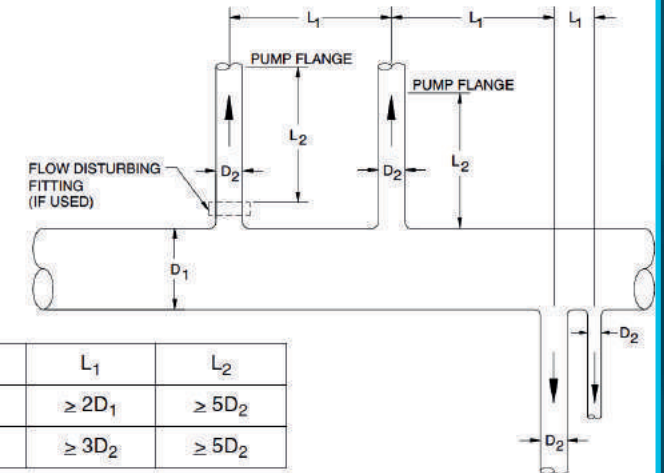 L₁ L₁ L₁
PUMP FLANGE
PUMP FLANGE
L₂
L₂
FLOW DISTURBING
FITTING
(IF USED)
D₂ D₂
D₁
D₂
D₂
L₁ L₂
≥ 2D₁ ≥ 5D₂
≥ 3D₂ ≥ 5D₂